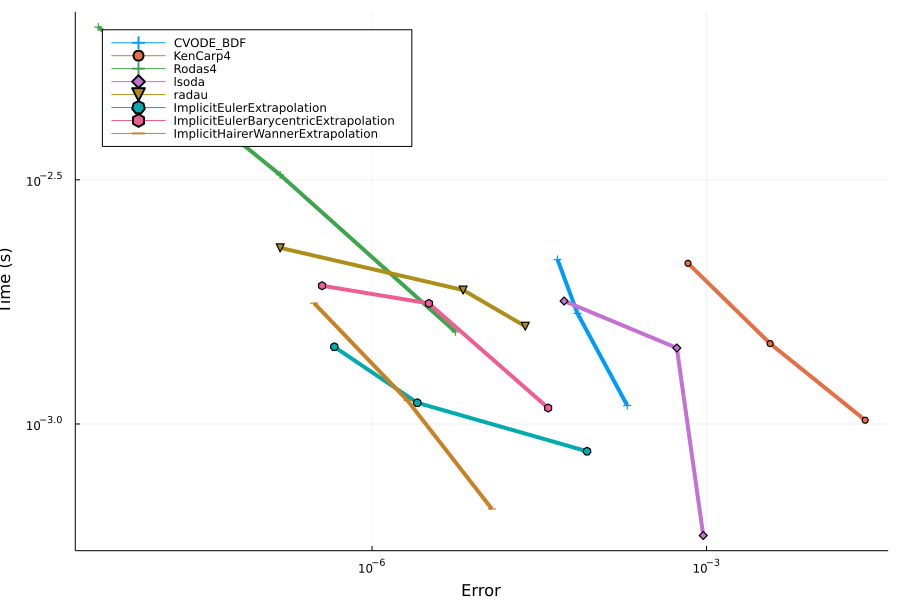 CVODE_BDF
KenCarp4
Rodas4
lsoda
radau
ImplicitEulerExtrapolation
ImplicitEulerBarycentricExtrapolation
ImplicitHairerWannerExtrapolation
10^−2.5
Time (s)
10^−3.0
10^−6
10^−3
Error